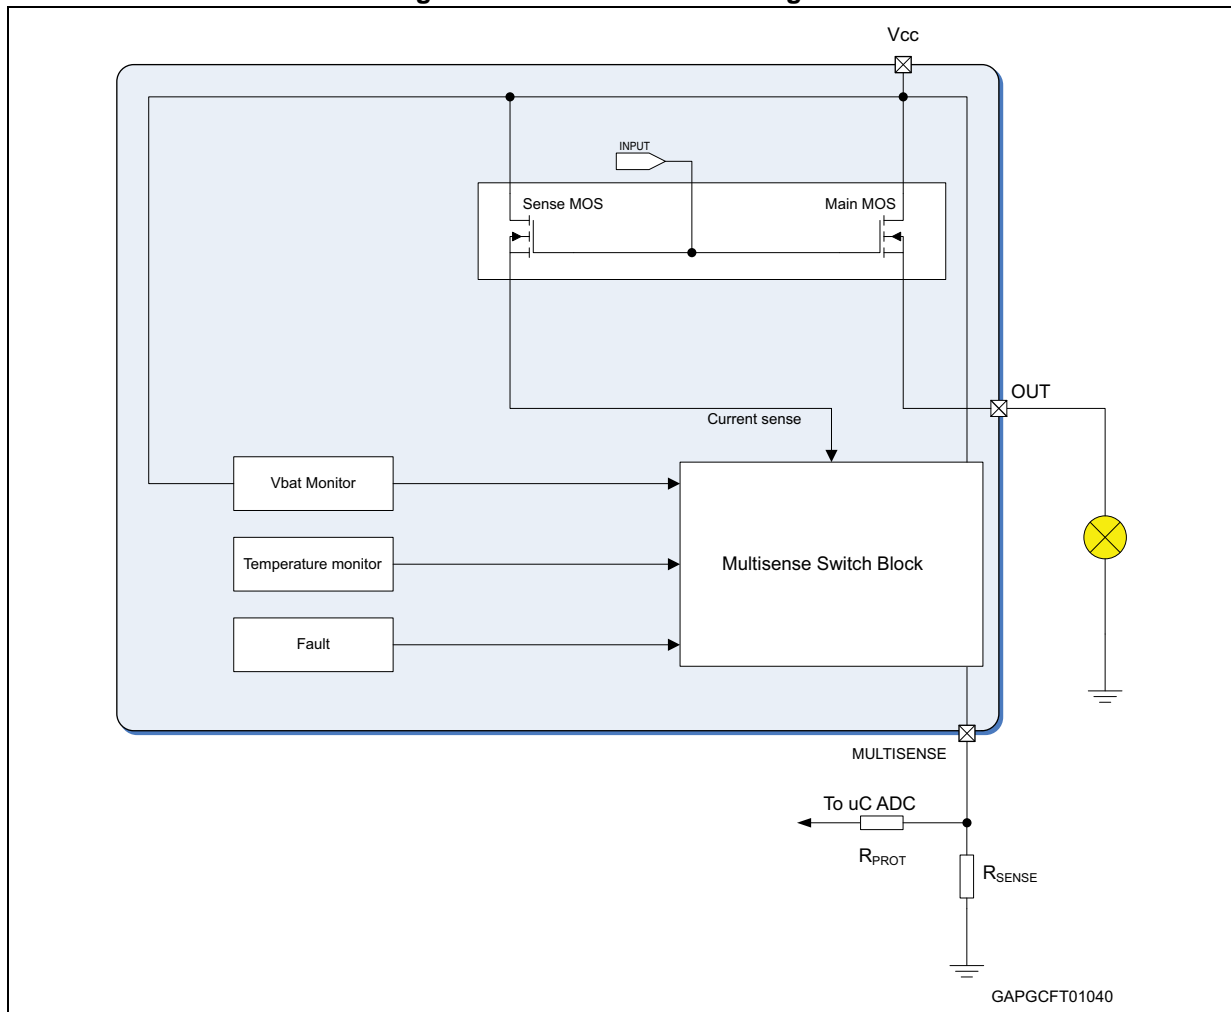 Vcc
INPUT
Sense MOS
Main MOS
OUT
Current sense
Vbat Monitor
Temperature monitor
Multisense Switch Block
Fault
MULTISENSE
To uC ADC
RPROT
RSENSE
GAPGCFT01040